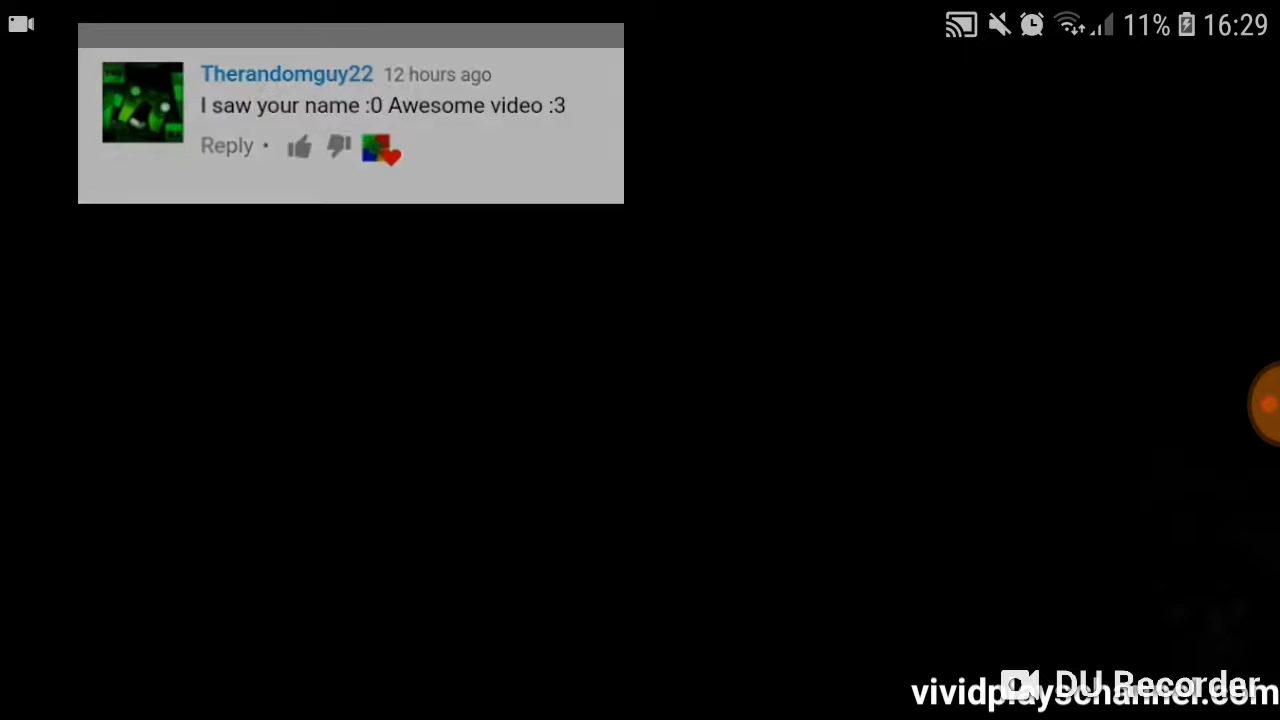 11% 16:29
Therandomguy22 12 hours ago
I saw your name :0 Awesome video :3
Reply •
DU Recorder
vividplayschannel.com